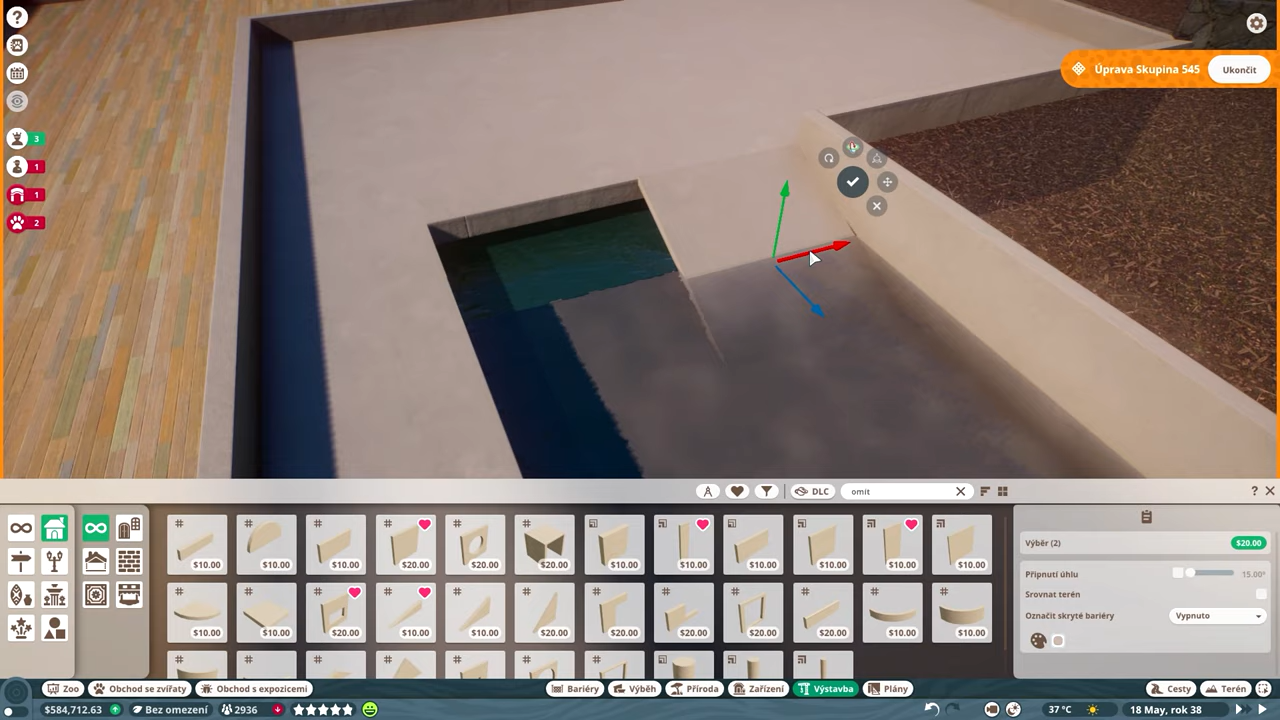 ?
3
1
1
2
Úprava Skupina 545
Ukončit
DLC
omít
? ×
$10.00 $10.00 $10.00 $20.00 $20.00 $20.00 $10.00 $10.00 $10.00 $10.00 $10.00 $10.00
$10.00 $10.00 $20.00 $10.00 $10.00 $20.00 $20.00 $20.00 $20.00 $20.00 $10.00 $10.00
Výběr (2) $20.00
Připnutí úhlu 15.00°
Srovnat terén
Označit skryté bariéry Vypnuto
Zoo Obchod se zvířaty Obchod s expozicemi Bariéry Výběh Příroda Zařízení Výstavba Plány Cesty Terén
$584,712.63 Bez omezení 2936 37 °C 18 May, rok 38